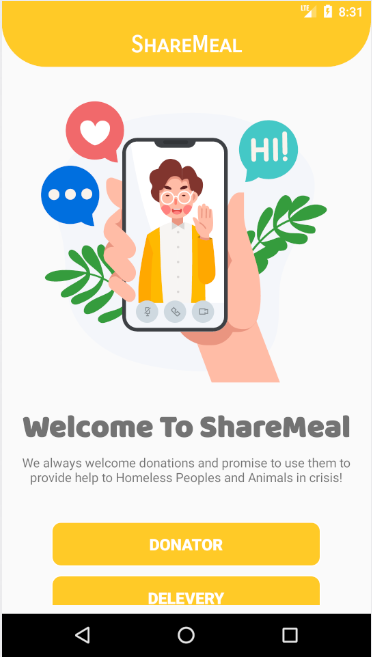 LTE 8:31
SHAREMEAL
HI!
Welcome To ShareMeal
We always welcome donations and promise to use them to
provide help to Homeless Peoples and Animals in crisis!
DONATOR
DELEVERY